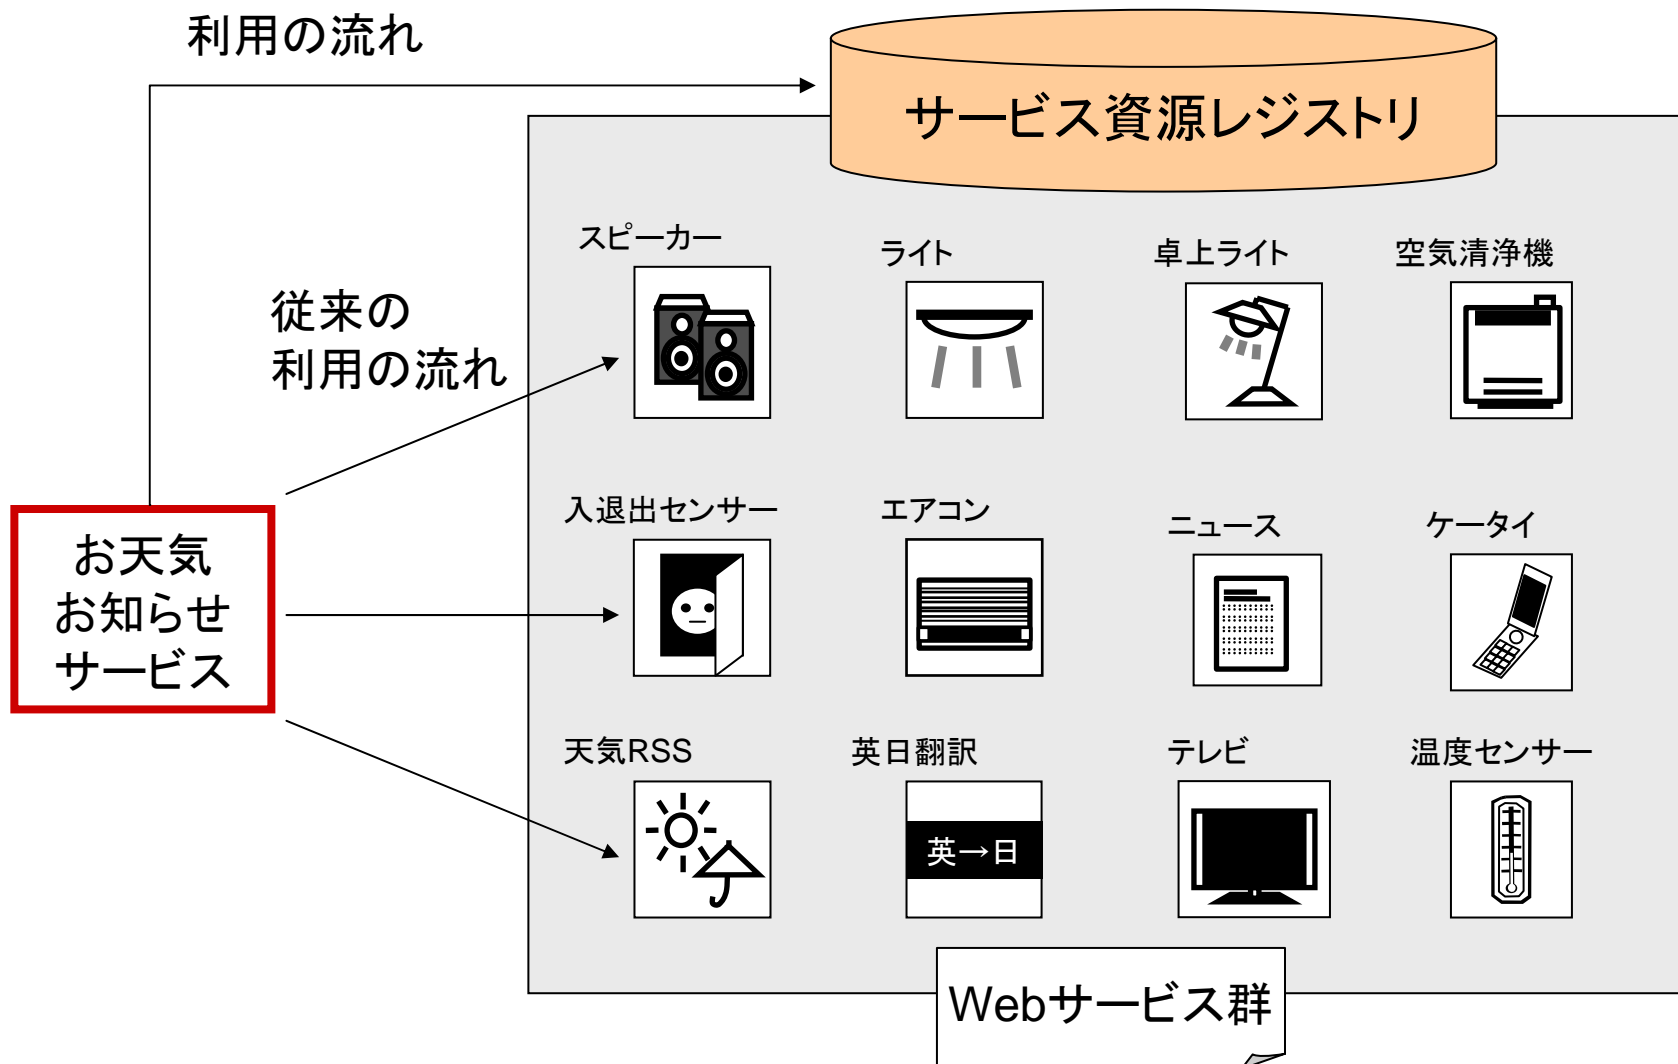 利用の流れ
サービス資源レジストリ
従来の
利用の流れ
お天気
お知らせ
サービス
スピーカー
ライト
卓上ライト
空気清浄機
入退出センサー
エアコン
ニュース
ケータイ
天気RSS
英日翻訳
テレビ
温度センサー
英→日
Webサービス群